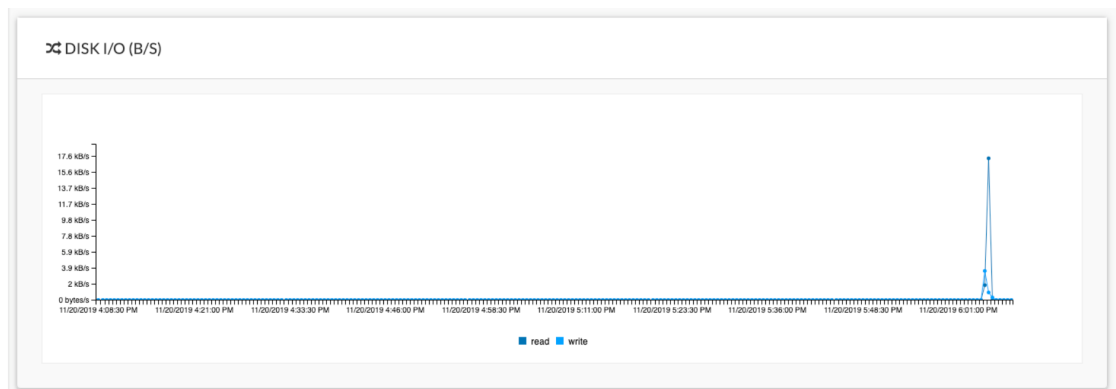 DISK I/O (B/S)
17.6 kB/s
15.6 kB/s
13.7 kB/s
11.7 kB/s
9.8 kB/s
7.8 kB/s
5.9 kB/s
3.9 kB/s
2 kB/s
0 bytes/s
11/20/2019 4:08:30 PM 11/20/2019 4:21:00 PM 11/20/2019 4:33:30 PM 11/20/2019 4:46:00 PM 11/20/2019 4:58:30 PM 11/20/2019 5:11:00 PM 11/20/2019 5:23:30 PM 11/20/2019 5:36:00 PM 11/20/2019 5:48:30 PM 11/20/2019 6:01:00 PM
read write